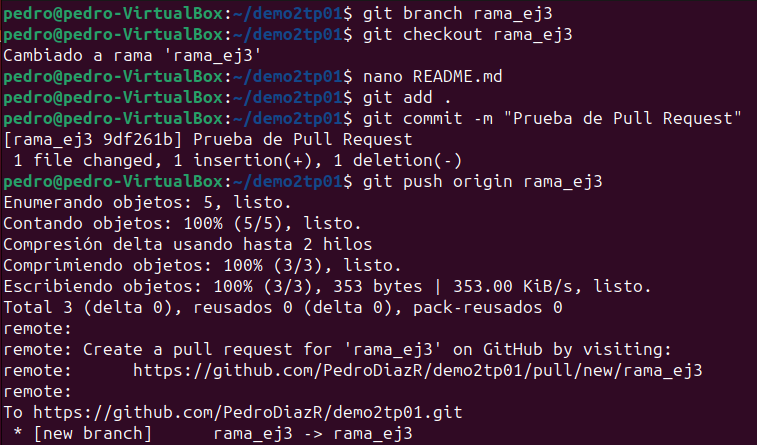 pedro@pedro-VirtualBox:~/demo2tp01$ git branch rama_ej3
pedro@pedro-VirtualBox:~/demo2tp01$ git checkout rama_ej3
Cambiado a rama 'rama_ej3'
pedro@pedro-VirtualBox:~/demo2tp01$ nano README.md
pedro@pedro-VirtualBox:~/demo2tp01$ git add .
pedro@pedro-VirtualBox:~/demo2tp01$ git commit -m "Prueba de Pull Request"
[rama_ej3 9df261b] Prueba de Pull Request
 1 file changed, 1 insertion(+), 1 deletion(-)
pedro@pedro-VirtualBox:~/demo2tp01$ git push origin rama_ej3
Enumerando objetos: 5, listo.
Contando objetos: 100% (5/5), listo.
Compresión delta usando hasta 2 hilos
Comprimiendo objetos: 100% (3/3), listo.
Escribiendo objetos: 100% (3/3), 353 bytes | 353.00 KiB/s, listo.
Total 3 (delta 0), reusados 0 (delta 0), pack-reusados 0
remote:
remote: Create a pull request for 'rama_ej3' on GitHub by visiting:
remote:      https://github.com/PedroDiazR/demo2tp01/pull/new/rama_ej3
remote:
To https://github.com/PedroDiazR/demo2tp01.git
 * [new branch]      rama_ej3 -> rama_ej3